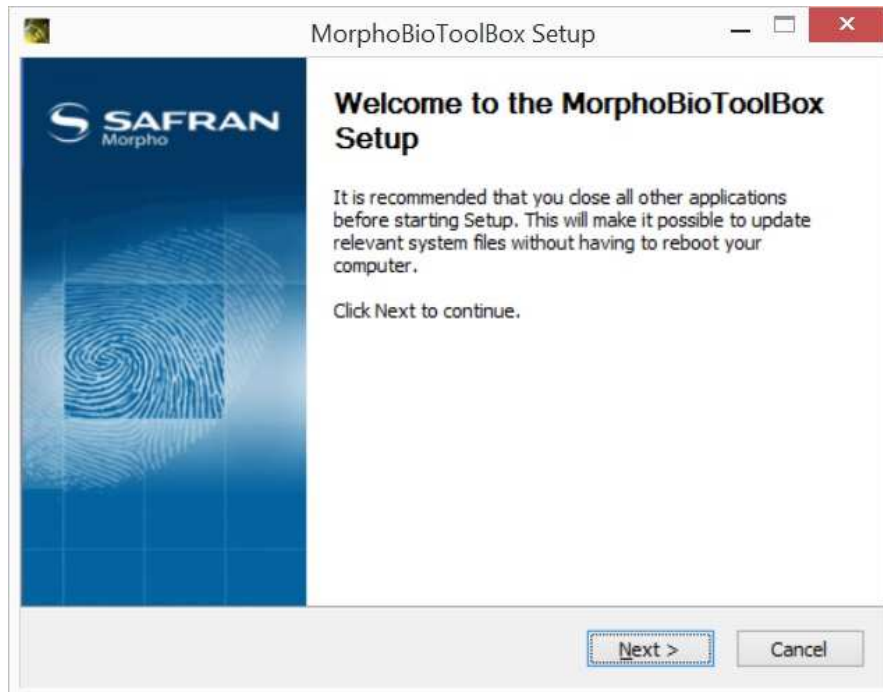 MorphoBioToolBox Setup
SAFRAN
Morpho
Welcome to the MorphoBioToolBox
Setup
It is recommended that you close all other applications
before starting Setup. This will make it possible to update
relevant system files without having to reboot your
computer.
Click Next to continue.
Next >
Cancel